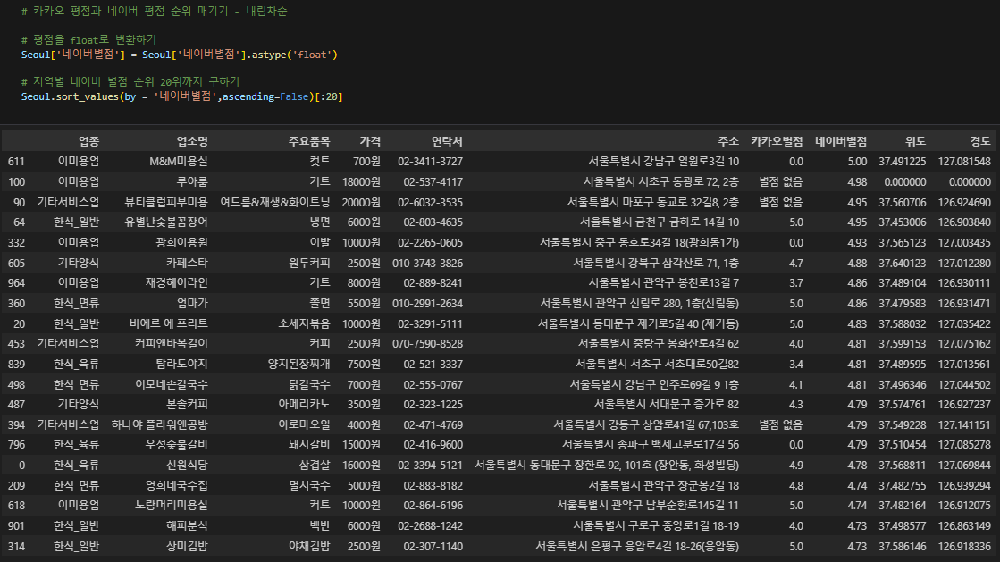 # 카카오 평점과 네이버 평점 순위 매기기 - 내림차순
# 평점을 float로 변환하기
Seoul['네이버별점'] = Seoul['네이버별점'].astype('float')
# 지역별 네이버 별점 순위 20위까지 구하기
Seoul.sort_values(by = '네이버별점',ascending=False)[:20]
업종 업소명 주요품목 가격 연락처 주소 카카오별점 네이버별점 위도 경도
611 이미용업 M&M미용실 컷트 700원 02-3411-3727 서울특별시 강남구 일원로3길 10 0.0 5.00 37.491225 127.081548
100 이미용업 루아룸 커트 18000원 02-537-4117 서울특별시 서초구 동광로 72, 2층 별점 없음 4.98 0.000000 0.000000
90 기타서비스업 뷰티클럽피부미용 여드름&재생&화이트닝 20000원 02-6032-3535 서울특별시 마포구 동교로 32길8, 2층 별점 없음 4.95 37.560706 126.924690
64 한식_일반 유별난숯불꼼장어 냉면 6000원 02-803-4635 서울특별시 금천구 금하로 14길 10 5.0 4.95 37.453006 126.903840
332 이미용업 광희이용원 이발 10000원 02-2265-0605 서울특별시 중구 동호로34길 18(광희동1가) 0.0 4.93 37.565123 127.003435
605 기타양식 카페스타 원두커피 2500원 010-3743-3826 서울특별시 강북구 삼각산로 71, 1층 4.7 4.88 37.640123 127.012280
964 이미용업 재경헤어라인 커트 8000원 02-889-8241 서울특별시 관악구 봉천로13길 7 3.7 4.86 37.489104 126.930111
360 한식_면류 엄마가 쫄면 5500원 010-2991-2634 서울특별시 관악구 신림로 280, 1층(신림동) 5.0 4.86 37.479583 126.931471
20 한식_일반 비에르 에 프리트 소세지볶음 10000원 02-3291-5111 서울특별시 동대문구 제기로5길 40 (제기동) 5.0 4.83 37.588032 127.035422
453 기타서비스업 커피앤바복길이 커피 2500원 070-7590-8528 서울특별시 중랑구 봉화산로4길 62 4.0 4.81 37.599153 127.075162
839 한식_육류 탐라도야지 양지된장찌개 7500원 02-521-3337 서울특별시 서초구 서초대로50길82 3.4 4.81 37.489595 127.013561
498 한식_면류 이모네손칼국수 닭칼국수 7000원 02-555-0767 서울특별시 강남구 언주로69길 9 1층 4.1 4.81 37.496346 127.044502
487 기타양식 본솔커피 아메리카노 3500원 02-323-1225 서울특별시 서대문구 증가로 82 4.3 4.79 37.574761 126.927237
394 기타서비스업 하나야 플라워앤공방 아로마오일 4000원 02-471-4769 서울특별시 강동구 상암로41길 67,103호 별점 없음 4.79 37.549228 127.141151
796 한식_육류 우성숯불갈비 돼지갈비 15000원 02-416-9600 서울특별시 송파구 백제고분로17길 56 0.0 4.79 37.510454 127.085278
0 한식_육류 신원식당 삼겹살 16000원 02-3394-5121 서울특별시 동대문구 장한로 92, 101호 (장안동, 화성빌딩) 4.9 4.78 37.568811 127.069844
209 한식_면류 영희네국수집 멸치국수 5000원 02-883-8182 서울특별시 관악구 장군봉2길 18 4.8 4.74 37.482755 126.939294
618 이미용업 노랑머리미용실 커트 10000원 02-864-6196 서울특별시 관악구 남부순환로145길 11 5.0 4.74 37.482164 126.912075
901 한식_일반 해피분식 백반 6000원 02-2688-1242 서울특별시 구로구 중앙로1길 18-19 4.0 4.73 37.498577 126.863149
314 한식_일반 상미김밥 야채김밥 2500원 02-307-1140 서울특별시 은평구 응암로4길 18-26(응암동) 5.0 4.73 37.586146 126.918336